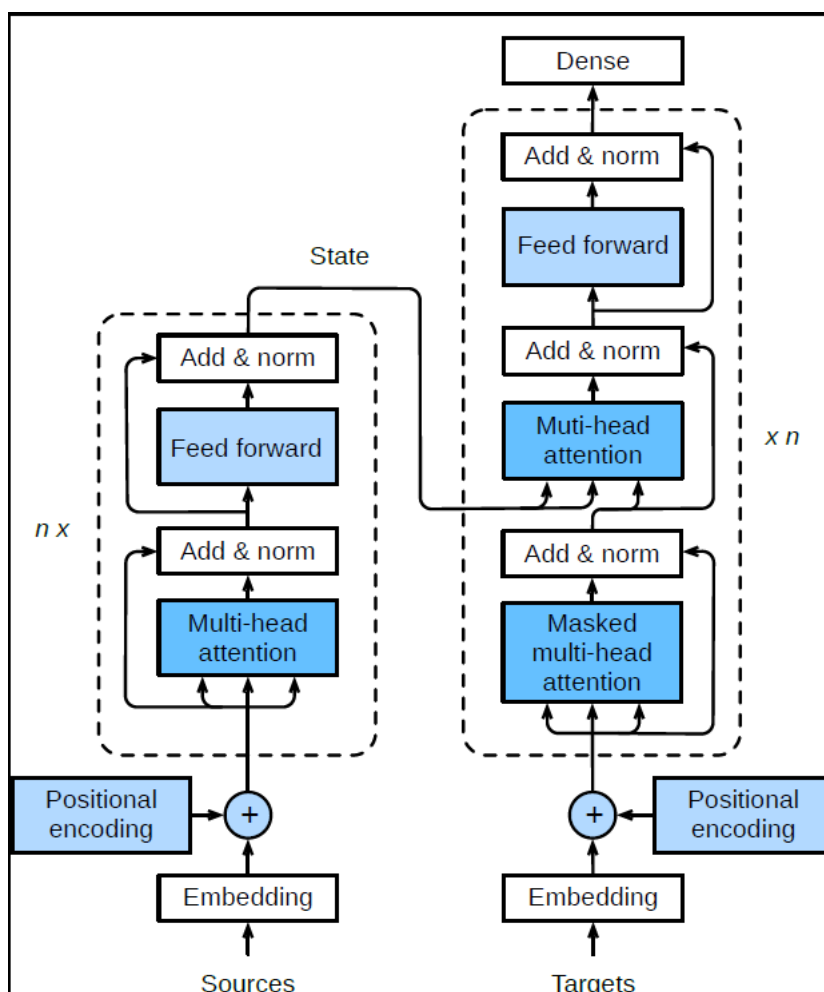 Dense
Add & norm
Feed forward
State
Add & norm
Add & norm
Feed forward
Muti-head
attention
x n
n x
Add & norm
Add & norm
Multi-head
attention
Masked
multi-head
attention
Positional
encoding
+
+
Positional
encoding
Embedding
Embedding
Sources
Targets